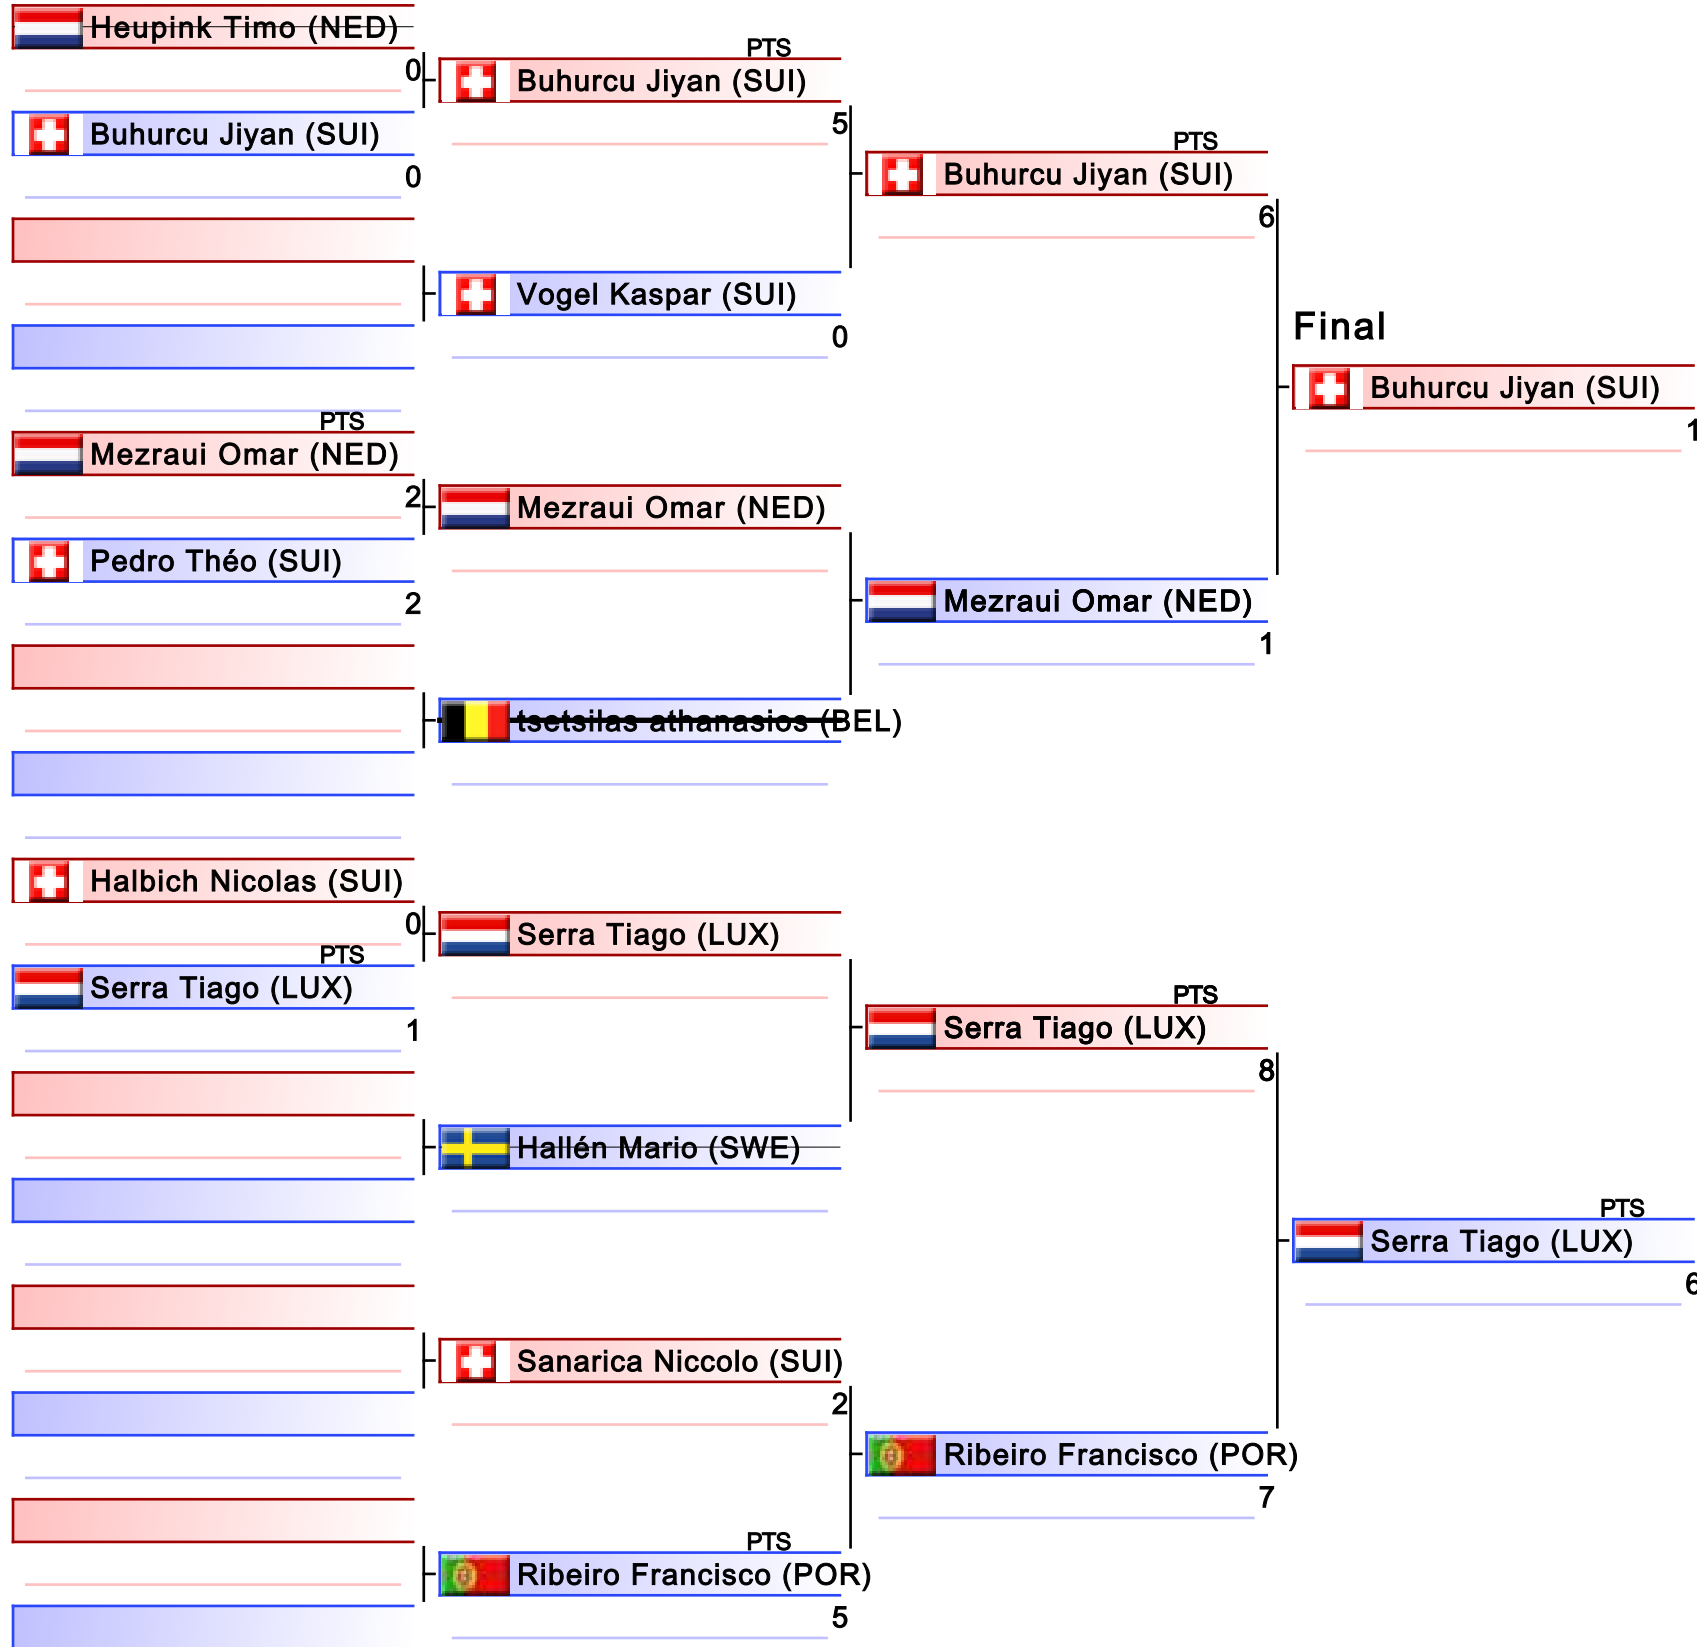 Heupink Timo (NED)
0
Buhurcu Jiyan (SUI)
0
PTS
Mezraui Omar (NED)
2
Pedro Théo (SUI)
2
Halbich Nicolas (SUI)
0
PTS
Serra Tiago (LUX)
1
PTS
Buhurcu Jiyan (SUI)
5
Vogel Kaspar (SUI)
0
Mezraui Omar (NED)
tsetsilas athanasios (BEL)
Serra Tiago (LUX)
Hallén Mario (SWE)
Sanarica Niccolo (SUI)
2
PTS
Ribeiro Francisco (POR)
5
PTS
Buhurcu Jiyan (SUI)
6
Mezraui Omar (NED)
1
PTS
Serra Tiago (LUX)
8
Ribeiro Francisco (POR)
7
Final
Buhurcu Jiyan (SUI)
1
PTS
Serra Tiago (LUX)
6